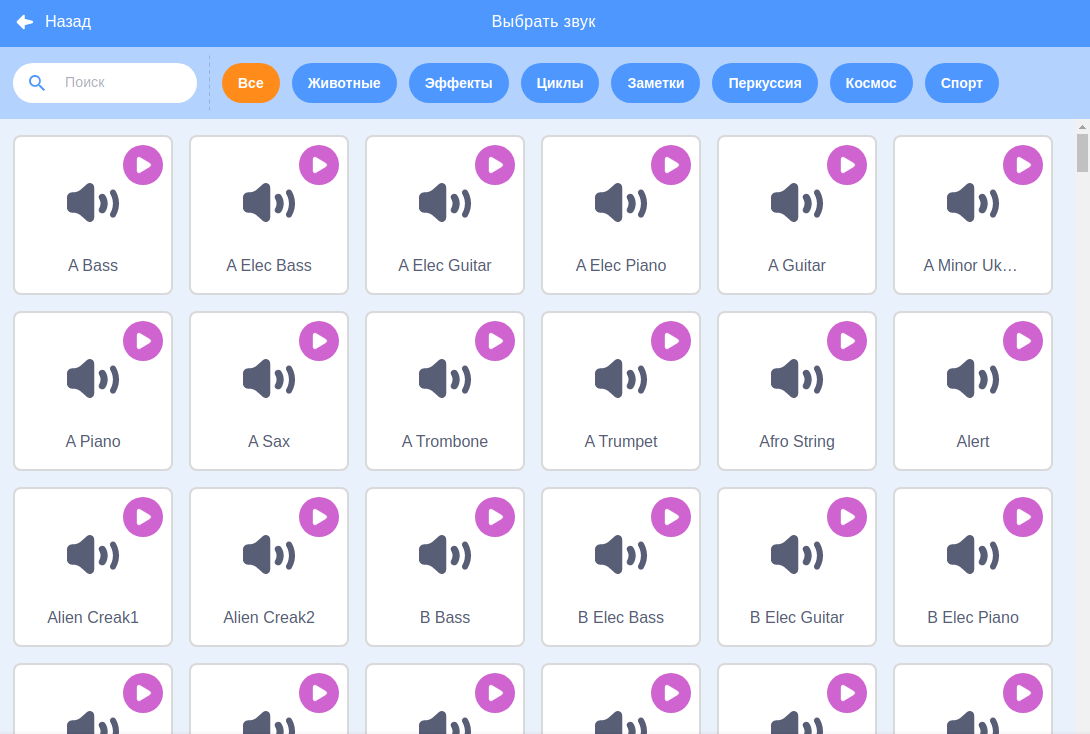 Назад
Выбрать звук
Поиск
Все
Животные
Эффекты
Циклы
Заметки
Перкуссия
Космос
Спорт
A Bass
A Elec Bass
A Elec Guitar
A Elec Piano
A Guitar
A Minor Uk…
A Piano
A Sax
A Trombone
A Trumpet
Afro String
Alert
Alien Creak1
Alien Creak2
B Bass
B Elec Bass
B Elec Guitar
B Elec Piano